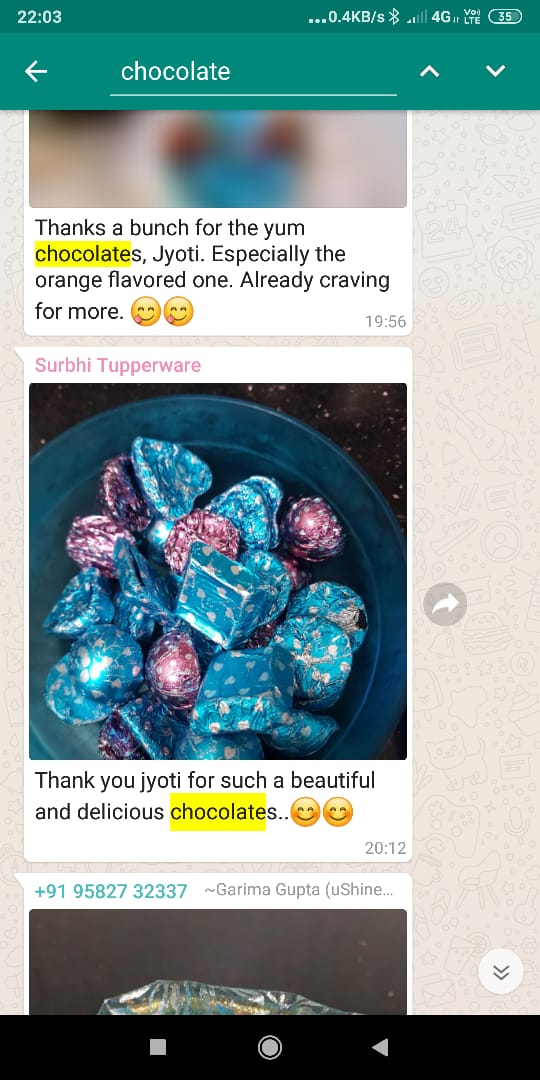 22:03
...0.4KB/s 4G Vo) LTE 35
chocolate
Thanks a bunch for the yum
chocolates, Jyoti. Especially the
orange flavored one. Already craving
for more. 😋😋
19:56
Surbhi Tupperware
Thank you jyoti for such a beautiful
and delicious chocolates..😊😊
20:12
+91 95827 32337 ~Garima Gupta (uShine...